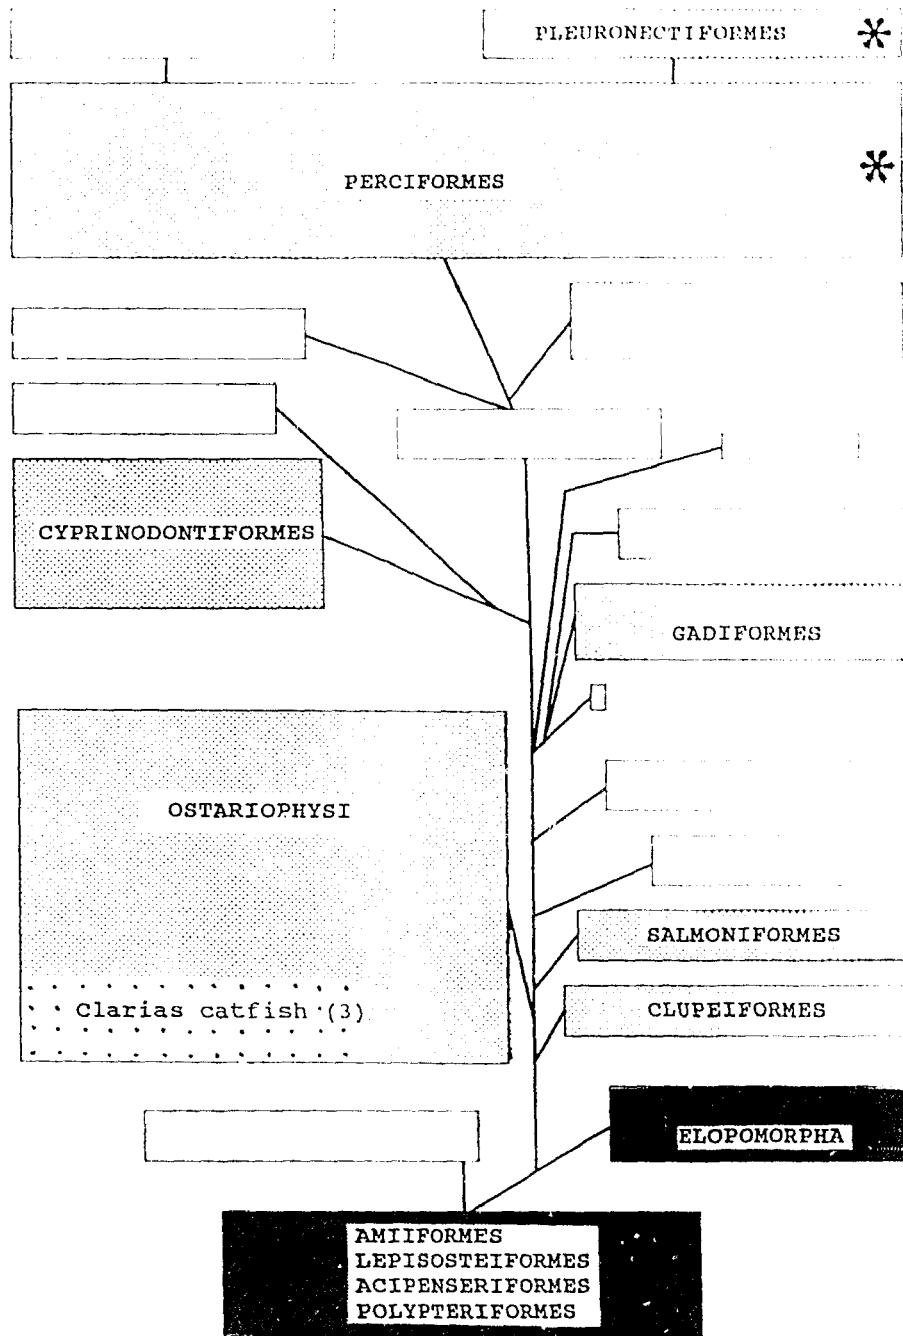 PLEURONECTIFORMES
PERCIFORMES
CYPRINODONTIFORMES
GADIFORMES
OSTARIOPHYSI
SALMONIFORMES
Clarias catfish (3)
CLUPEIFORMES
ELOPOMORPHA
AMIIFORMES
LEPISOSTEIFORMES
ACIPENSERIFORMES
POLYPTERIFORMES